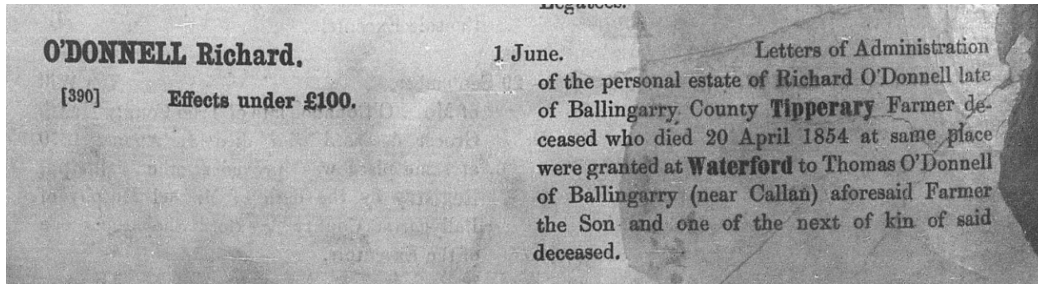 Legatees.
O'DONNELL Richard.
[390] Effects under £100.
1 June. Letters of Administration
of the personal estate of Richard O'Donnell late
of Ballingarry County Tipperary Farmer de-
ceased who died 20 April 1854 at same place
were granted at Waterford to Thomas O'Donnell
of Ballingarry (near Callan) aforesaid Farmer
the Son and one of the next of kin of said
deceased.